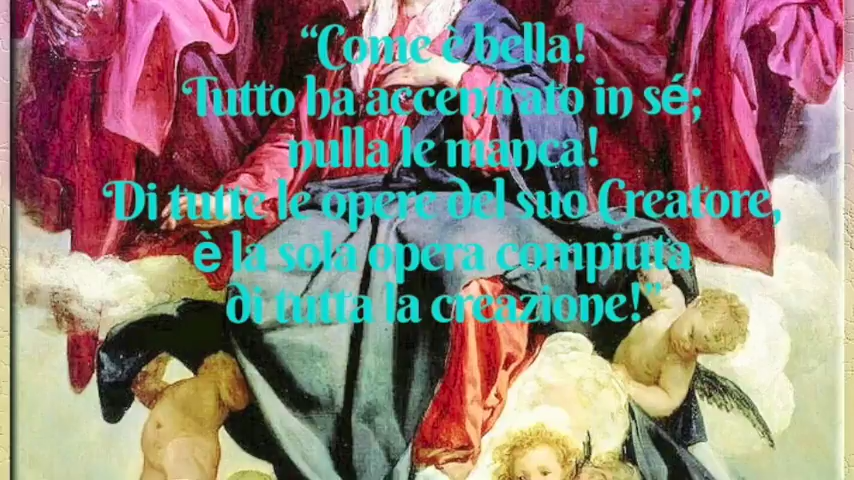 “Come è bella!
Tutto ha accentrato in sé;
nulla le manca!
Di tutte le opere del suo Creatore,
è la sola opera compiuta
di tutta la creazione!"